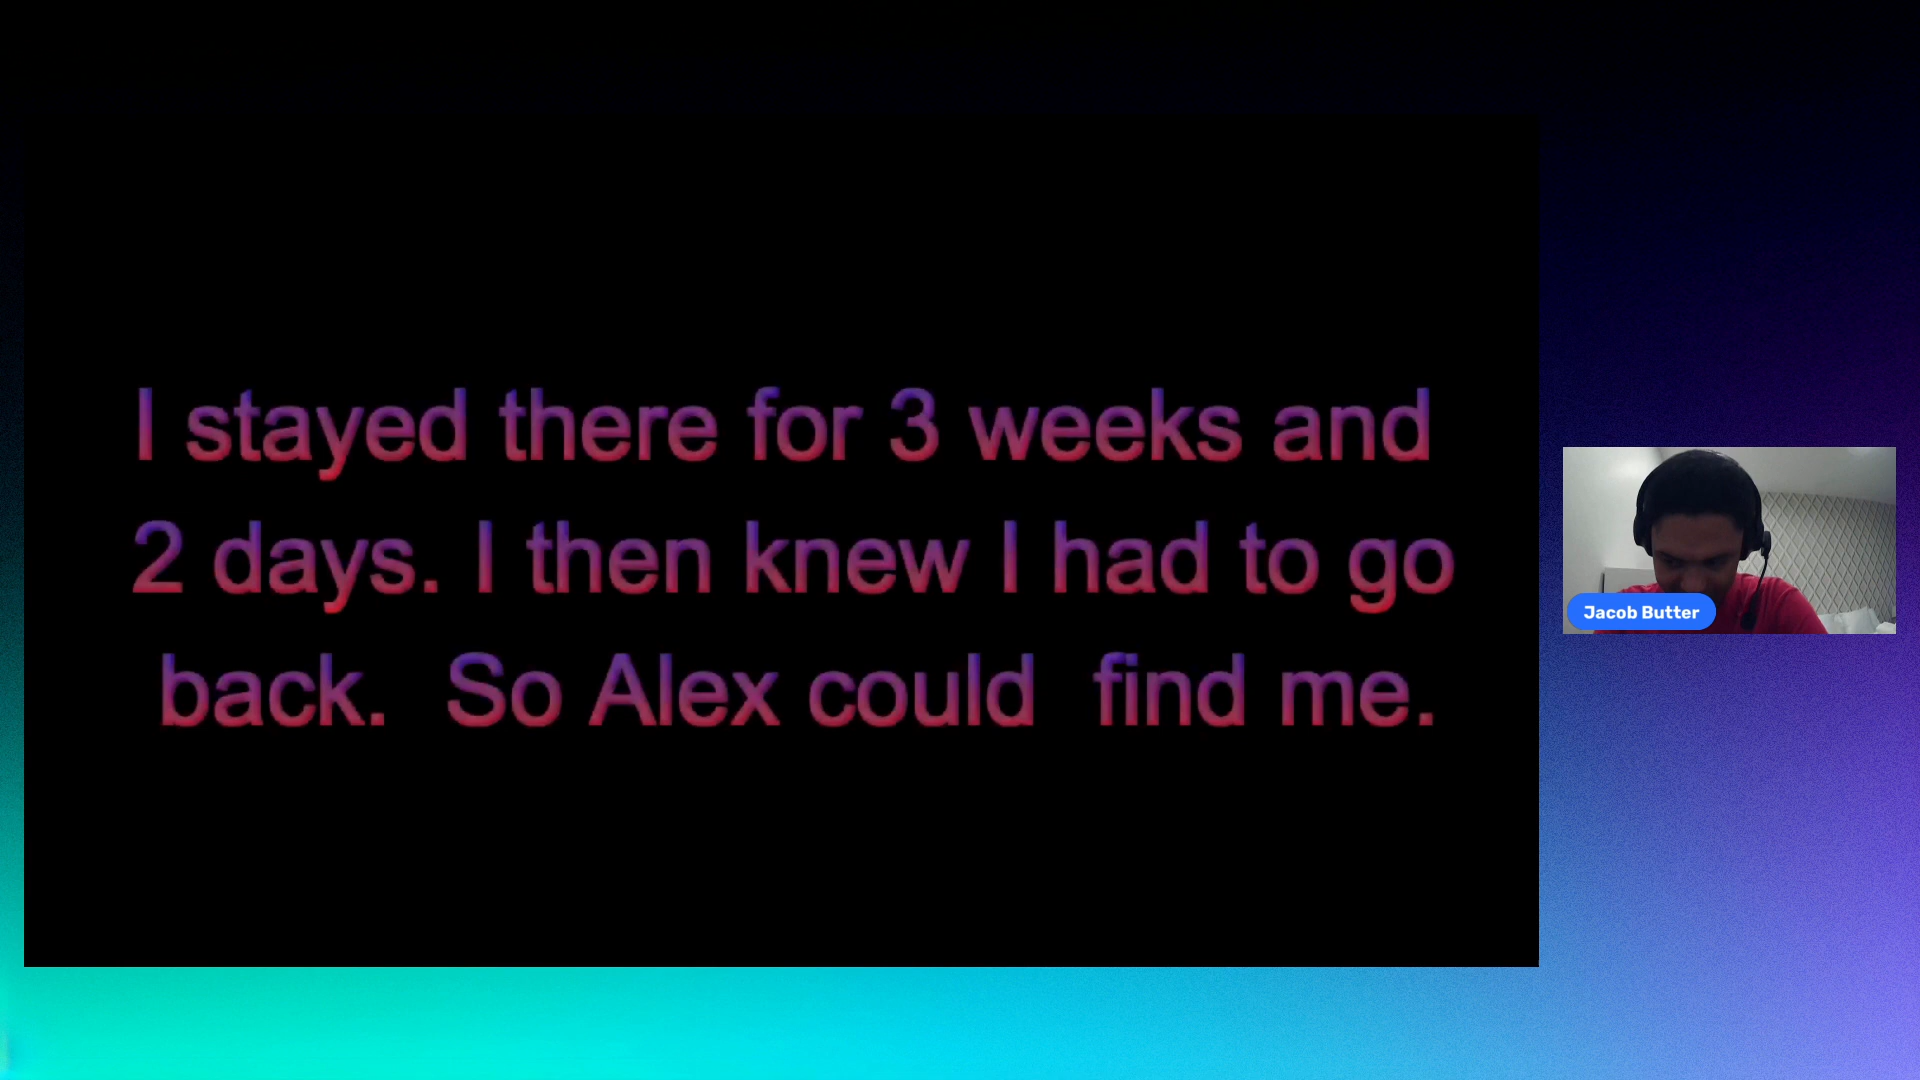 I stayed there for 3 weeks and
2 days. I then knew I had to go
back.  So Alex could  find me.
Jacob Butter